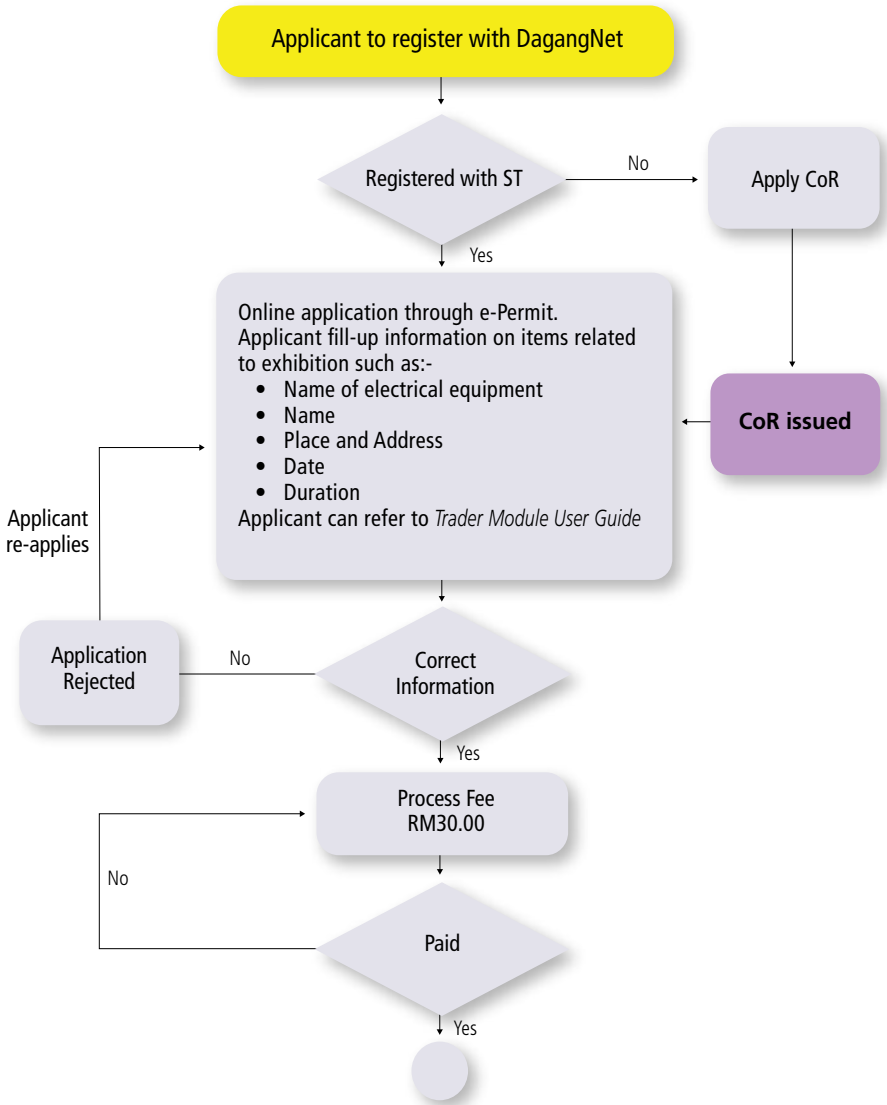 Applicant to register with DagangNet
Registered with ST
No
Apply CoR
Yes
Online application through e-Permit.
Applicant fill-up information on items related
to exhibition such as:-
• Name of electrical equipment
• Name
• Place and Address
• Date
• Duration
Applicant can refer to Trader Module User Guide
CoR issued
Applicant
re-applies
Application
Rejected
No
Correct
Information
Yes
Process Fee
RM30.00
No
Paid
Yes